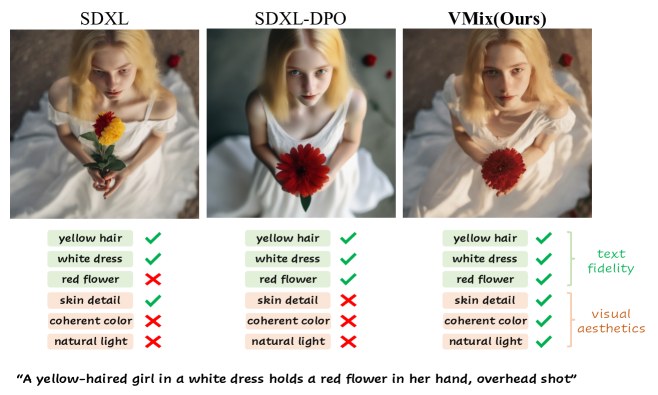 SDXL
SDXL-DPO
VMix(Ours)
yellow hair
white dress
red flower
skin detail
coherent color
natural light
yellow hair
white dress
red flower
skin detail
coherent color
natural light
yellow hair
white dress
red flower
skin detail
coherent color
natural light
text
fidelity
visual
aesthetics
"A yellow-haired girl in a white dress holds a red flower in her hand, overhead shot"